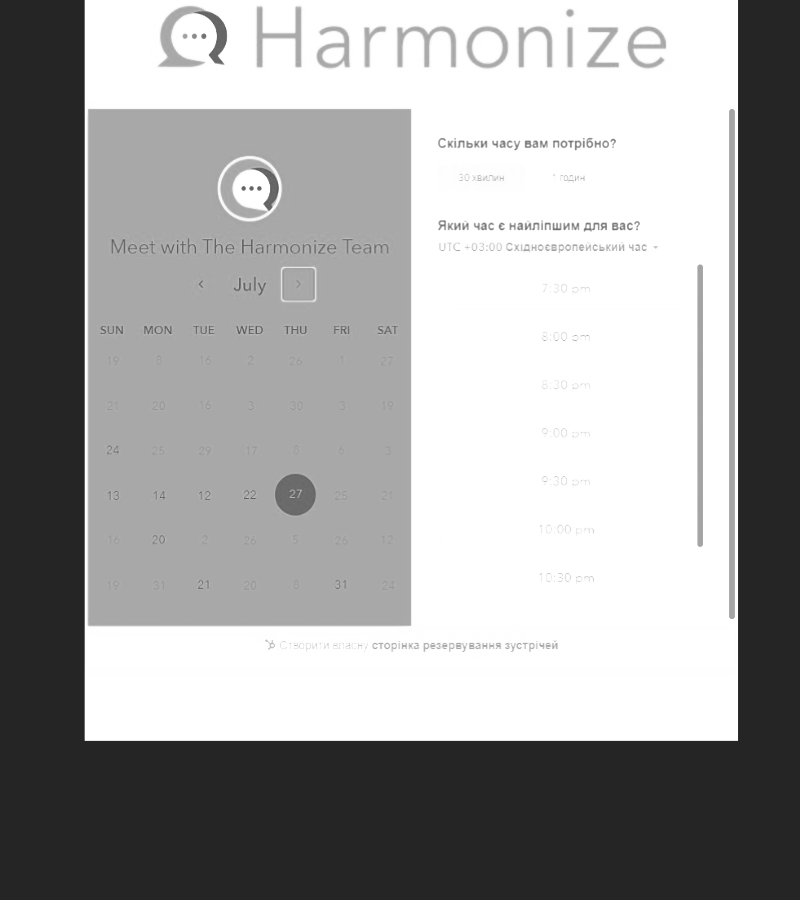 Harmonize
Meet with The Harmonize Team
July
SUN MON TUE WED THU FRI SAT
19 8 16 2 26 1 22
21 20 16 3 30 3 19
24 25 29 17 8 6 3
13 14 12 22 27 25 21
16 20 2 26 5 26 12
19 31 21 20 8 31 24
Скільки часу вам потрібно?
30 хвилин 1 годин
Який час є найліпшим для вас?
UTC +03:00 Східноєвропейський час
7:30 pm
8:00 pm
8:30 pm
9:00 pm
9:30 pm
10:00 pm
10:30 pm
Створити власну сторінка резервування зустрічей